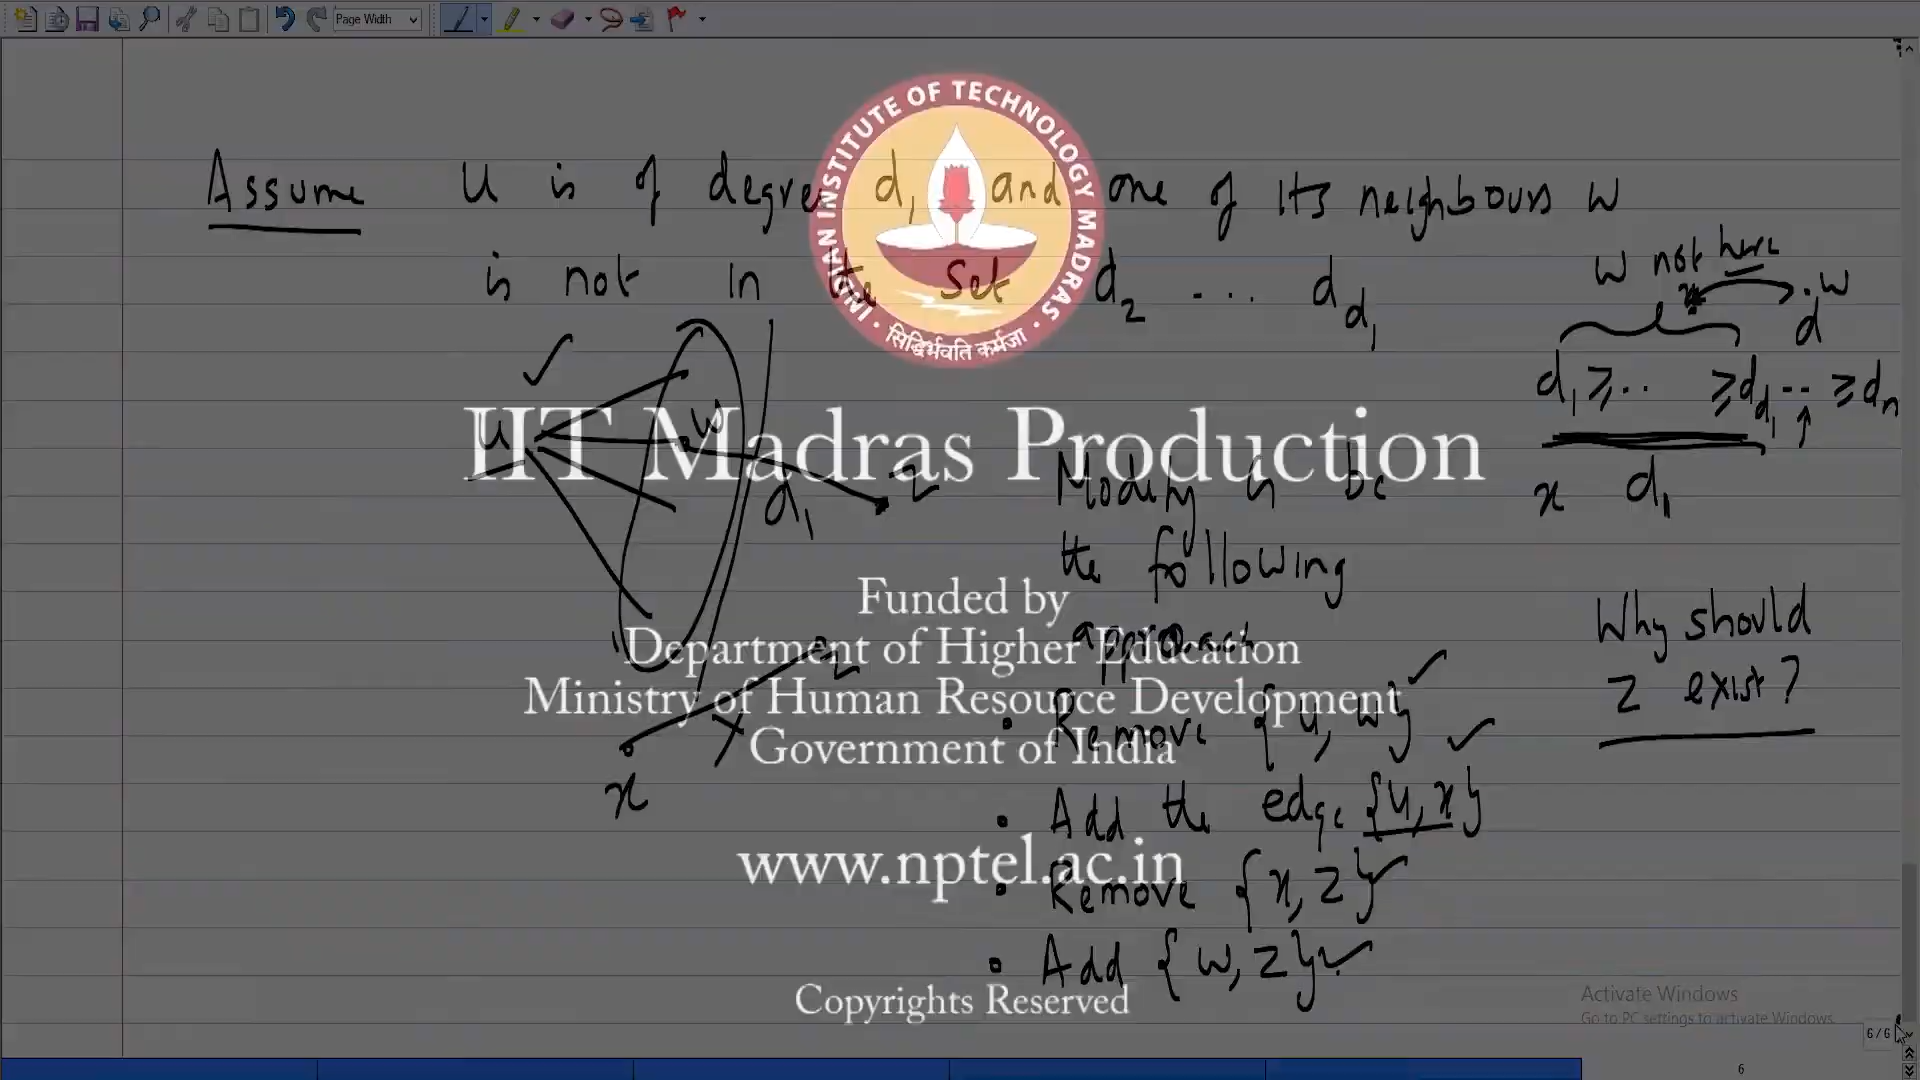 Page Width
INDIAN INSTITUTE OF TECHNOLOGY MADRAS
सिद्धिर्भवति कर्मजा
Assume u is of degree d1 and one of its neighbours w
is not in the set d2 ... dd1
w not here
w
d
d1 ≥ .. ≥ dd1 -- ≥ dn
x d1
u w
z
d1
IIT Madras Production
Modify in
the following
approach
Funded by
Department of Higher Education
Ministry of Human Resource Development
Government of India
z
x
Why should
z exist?
• Remove {u, w}
• Add the edge {u, x}
www.nptel.ac.in
• Remove {x, z}
• Add {w, z}
Copyrights Reserved
Activate Windows
Go to PC settings to activate Windows.
6 / 6
6